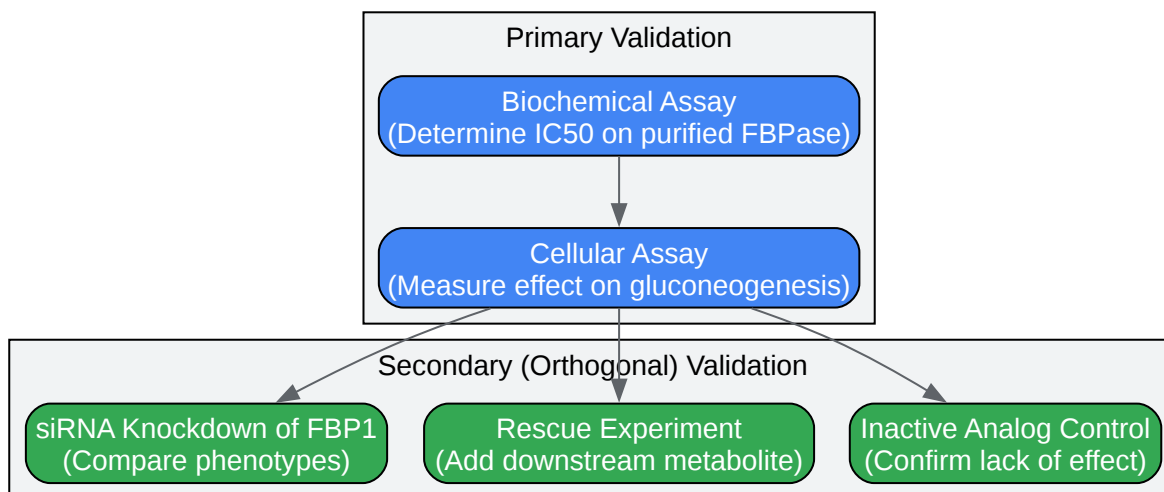 Primary Validation
Biochemical Assay
(Determine IC50 on purified FBPase)
Cellular Assay
(Measure effect on gluconeogenesis)
Secondary (Orthogonal) Validation
siRNA Knockdown of FBP1
(Compare phenotypes)
Rescue Experiment
(Add downstream metabolite)
Inactive Analog Control
(Confirm lack of effect)